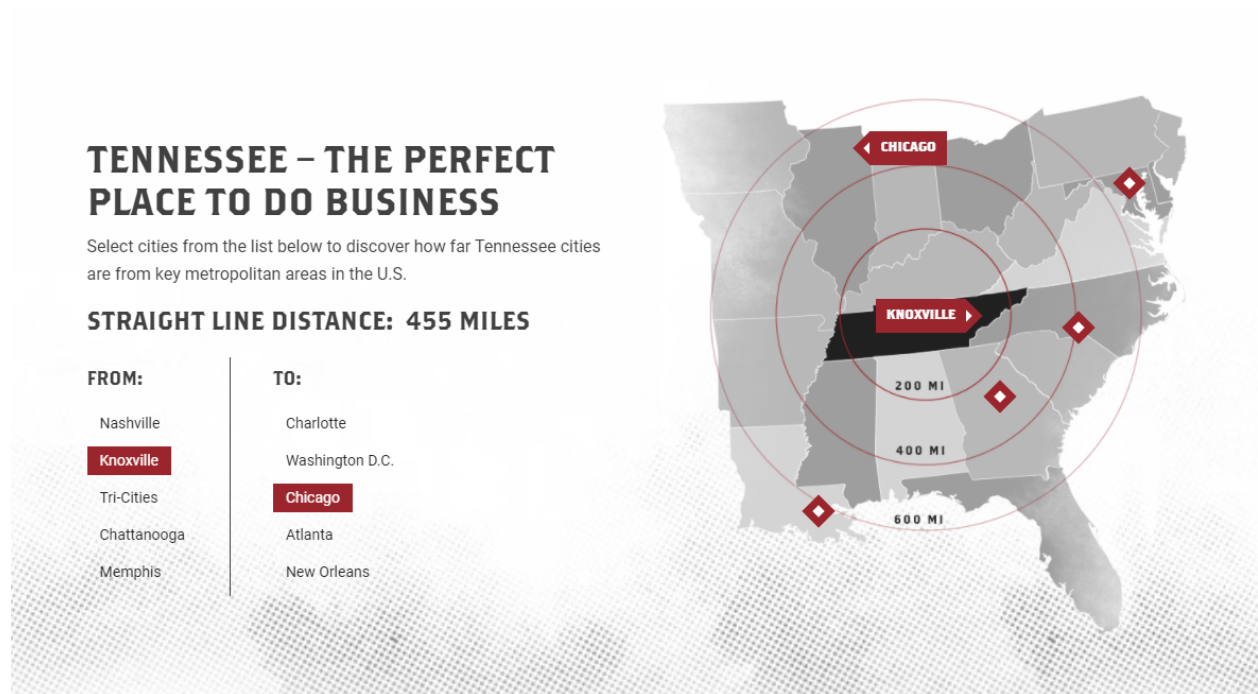 TENNESSEE – THE PERFECT
PLACE TO DO BUSINESS
Select cities from the list below to discover how far Tennessee cities
are from key metropolitan areas in the U.S.
STRAIGHT LINE DISTANCE: 455 MILES
FROM:
Nashville
Knoxville
Tri-Cities
Chattanooga
Memphis
TO:
Charlotte
Washington D.C.
Chicago
Atlanta
New Orleans
CHICAGO
KNOXVILLE
200 MI
400 MI
600 MI